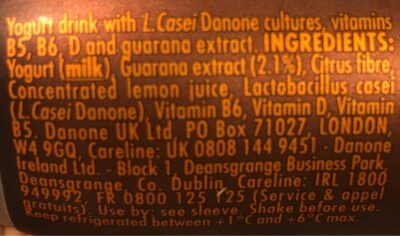 Yogurt drink with L.Casei Danone cultures, vitamins
B5, B6, D and guarana extract. INGREDIENTS:
Yogurt (milk), Guarana extract (2.1%), Citrus fibre,
Concentrated lemon juice, Lactobacillus casei
(L.Casei Danone), Vitamin B6, Vitamin D, Vitamin
B5. Danone UK Ltd, PO Box 71027, LONDON,
W4 9GQ, Careline: UK 0808 144 9451 · Danone
Ireland Ltd. - Block 1, Deansgrange Business Park,
Deansgrange, Co. Dublin, Careline: IRL 1800
949992, FR 0800 125 125 (Service & appel
gratuits). Use by: see sleeve. Shake before use.
Keep refrigerated between +1°C and +6°C max.